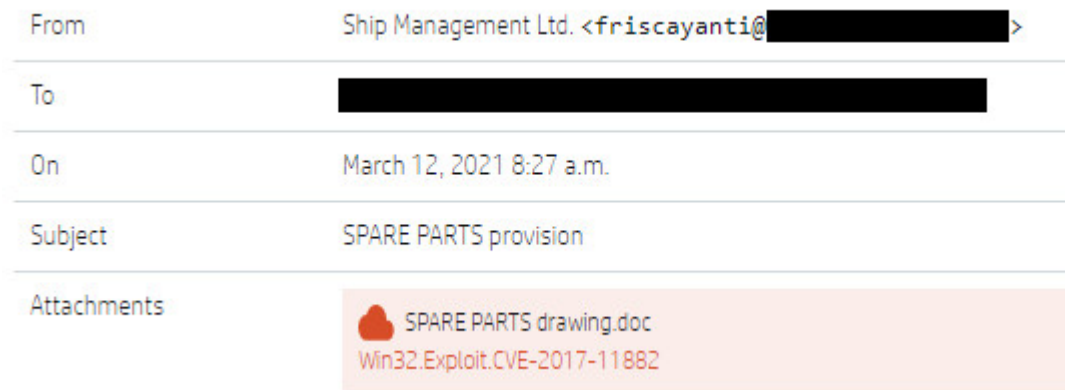 From Ship Management Ltd. <friscayanti@ >
To
On March 12, 2021 8:27 a.m.
Subject SPARE PARTS provision
Attachments SPARE PARTS drawing.doc
Win32.Exploit.CVE-2017-11882